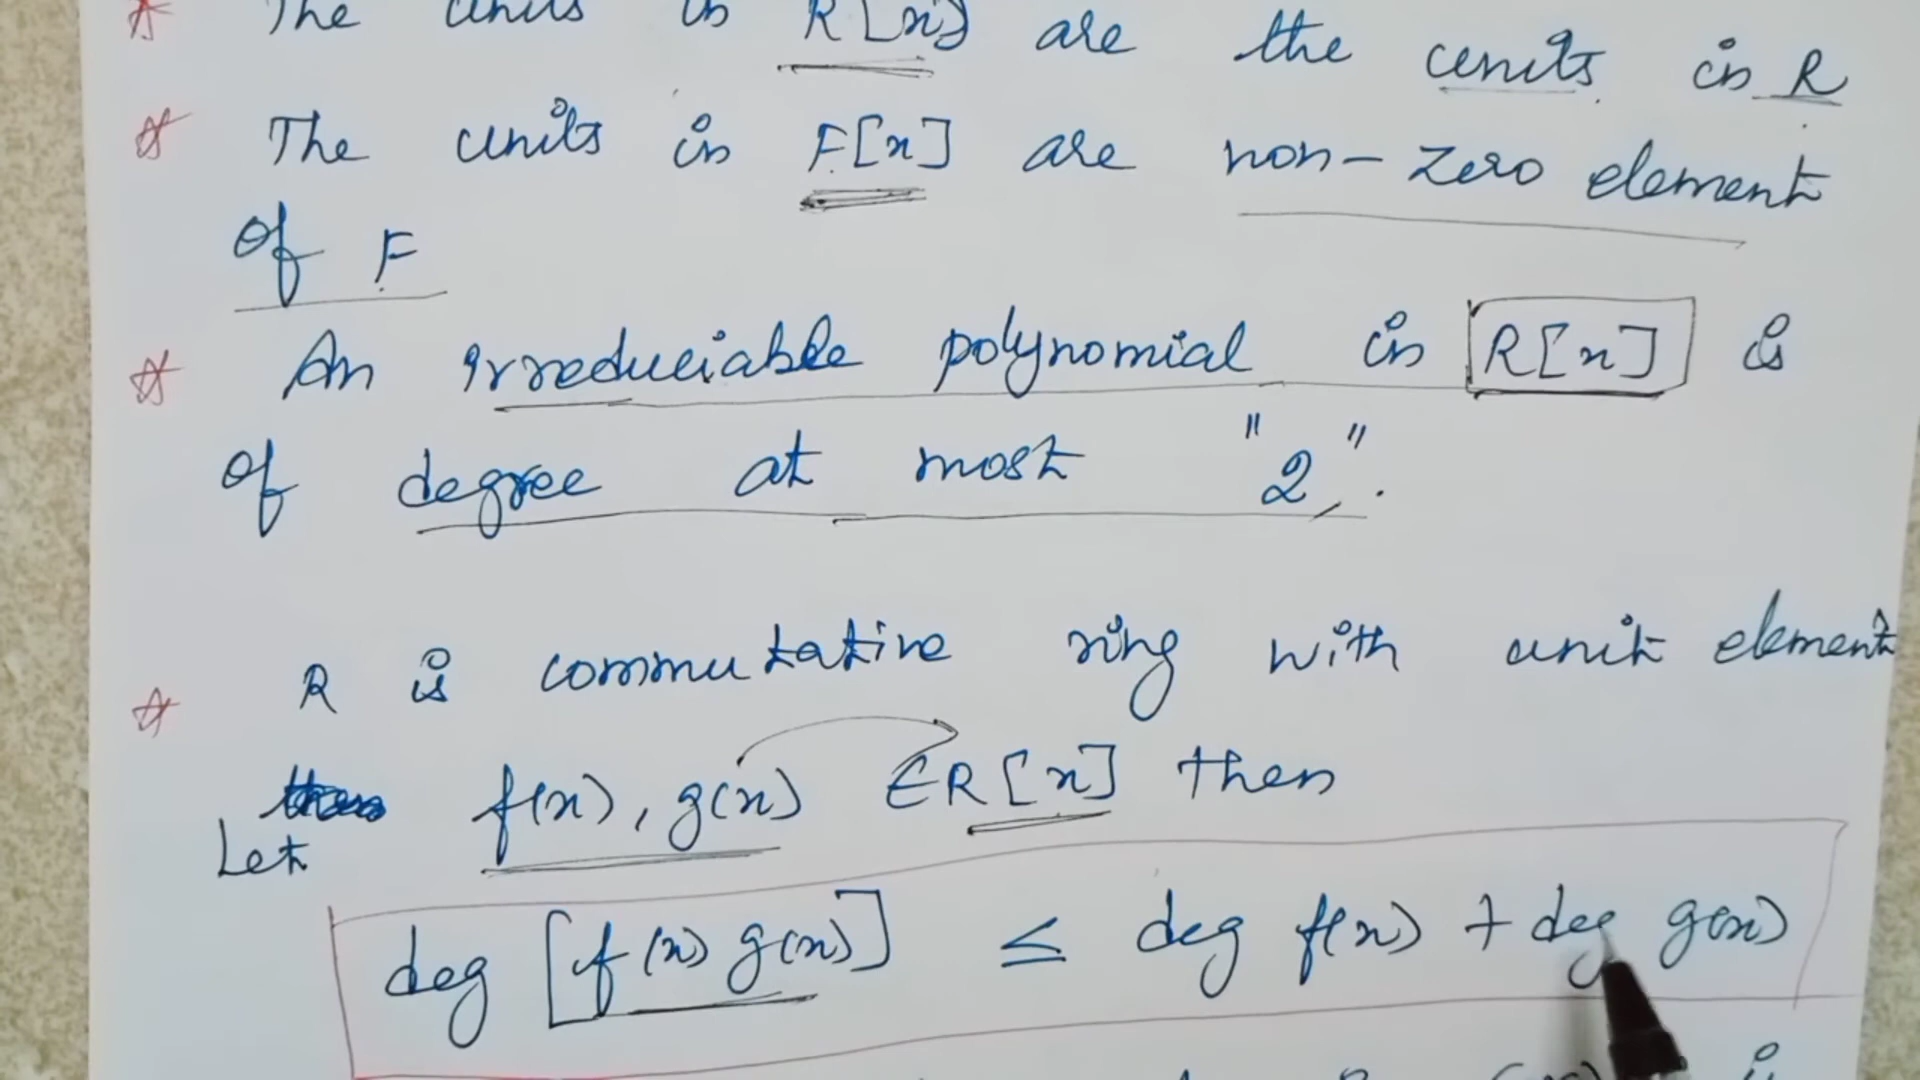 ☆ The units in R[x] are the units in R
☆ The units in F[x] are non-zero element
of F
☆ An irreduciable polynomial in R[x] is
of degree at most "2".
☆ R is commutative ring with unit element
Let f(x), g(x) ∈ R[x] then
deg [f(x) g(x)] ≤ deg f(x) + deg g(x)